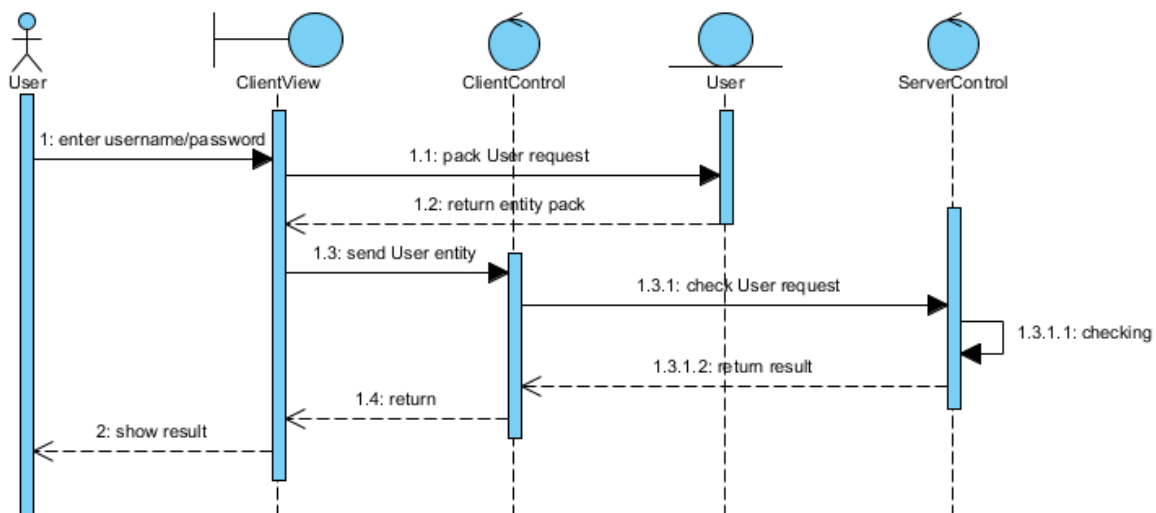 User
ClientView
ClientControl
User
ServerControl
1: enter username/password
1.1: pack User request
1.2: return entity pack
1.3: send User entity
1.3.1: check User request
1.3.1.1: checking
1.3.1.2: return result
1.4: return
2: show result